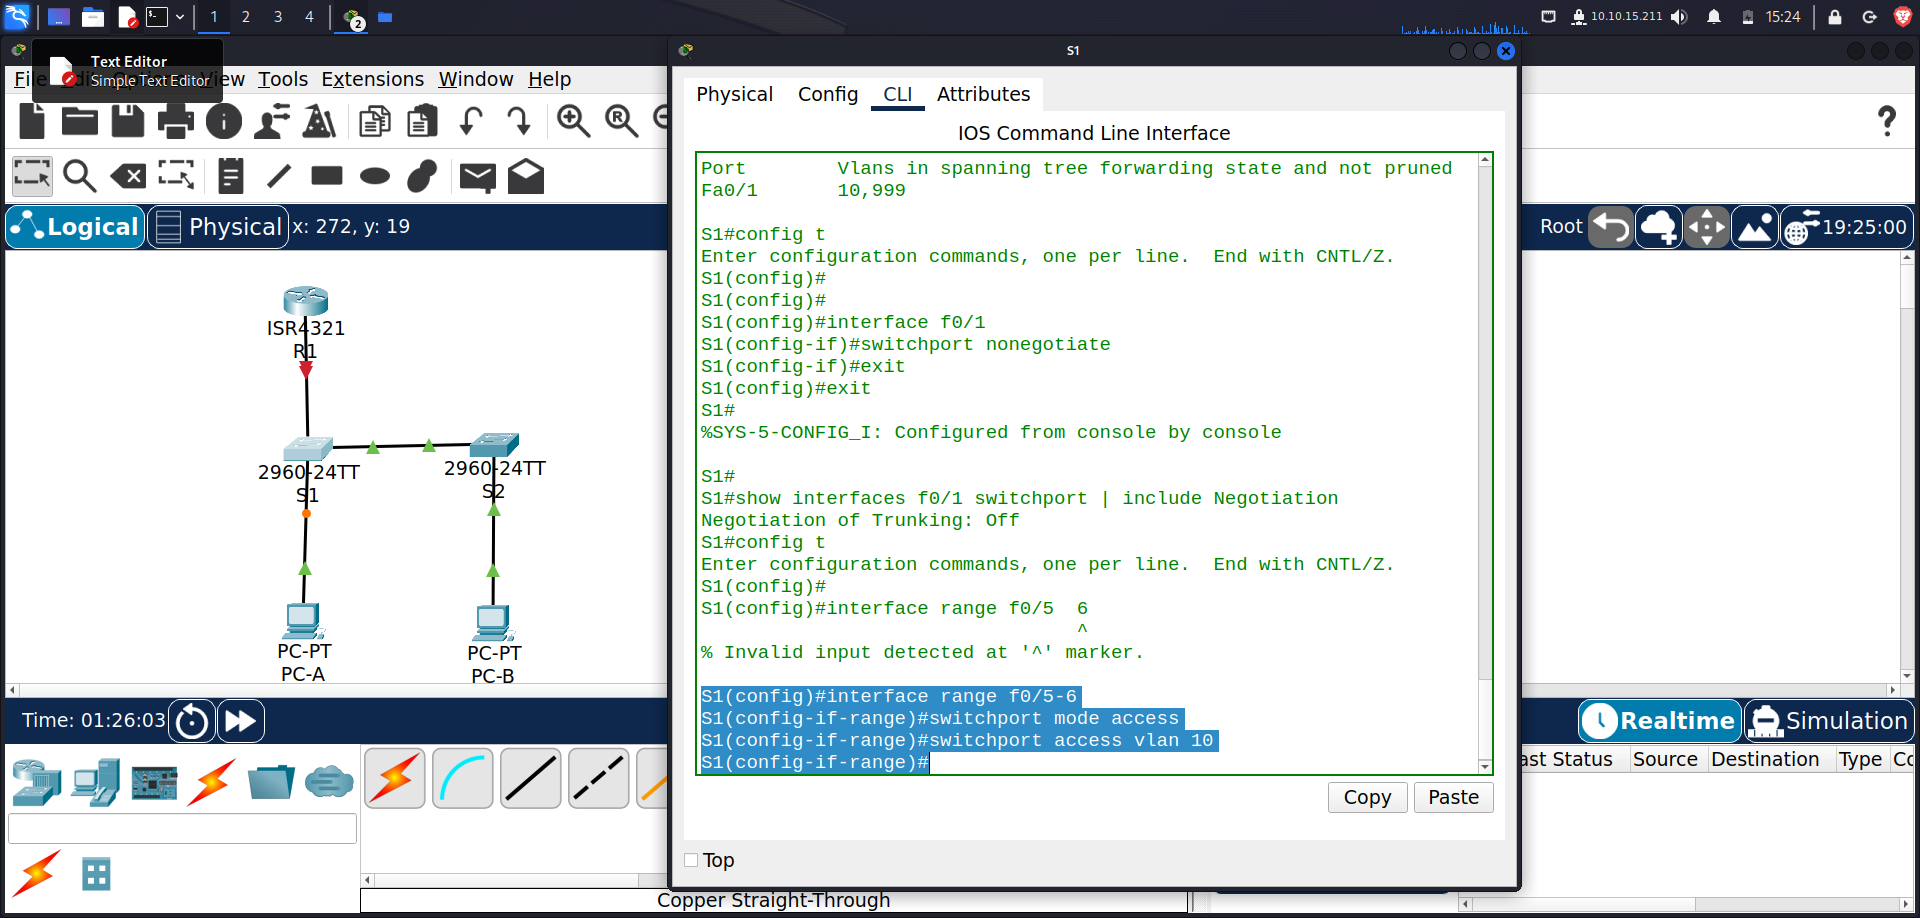 1 2 3 4
2
10.10.15.211
15:24
Text Editor
Simple Text Editor
S1
File View Tools Extensions Window Help
Physical Config CLI Attributes
IOS Command Line Interface
Logical Physical x: 272, y: 19
Root 19:25:00
Port        Vlans in spanning tree forwarding state and not pruned
Fa0/1       10,999
S1#config t
Enter configuration commands, one per line.  End with CNTL/Z.
S1(config)#
S1(config)#
S1(config)#interface f0/1
S1(config-if)#switchport nonegotiate
S1(config-if)#exit
S1(config)#exit
S1#
%SYS-5-CONFIG_I: Configured from console by console
S1#
S1#show interfaces f0/1 switchport | include Negotiation
Negotiation of Trunking: Off
S1#config t
Enter configuration commands, one per line.  End with CNTL/Z.
S1(config)#
S1(config)#interface range f0/5  6
^
% Invalid input detected at '^' marker.
S1(config)#interface range f0/5-6
S1(config-if-range)#switchport mode access
S1(config-if-range)#switchport access vlan 10
S1(config-if-range)#
Copy Paste
Top
ISR4321
R1
2960-24TT
S1
2960-24TT
S2
PC-PT
PC-A
PC-PT
PC-B
Time: 01:26:03
Realtime Simulation
ast Status Source Destination Type Co
Copper Straight-Through